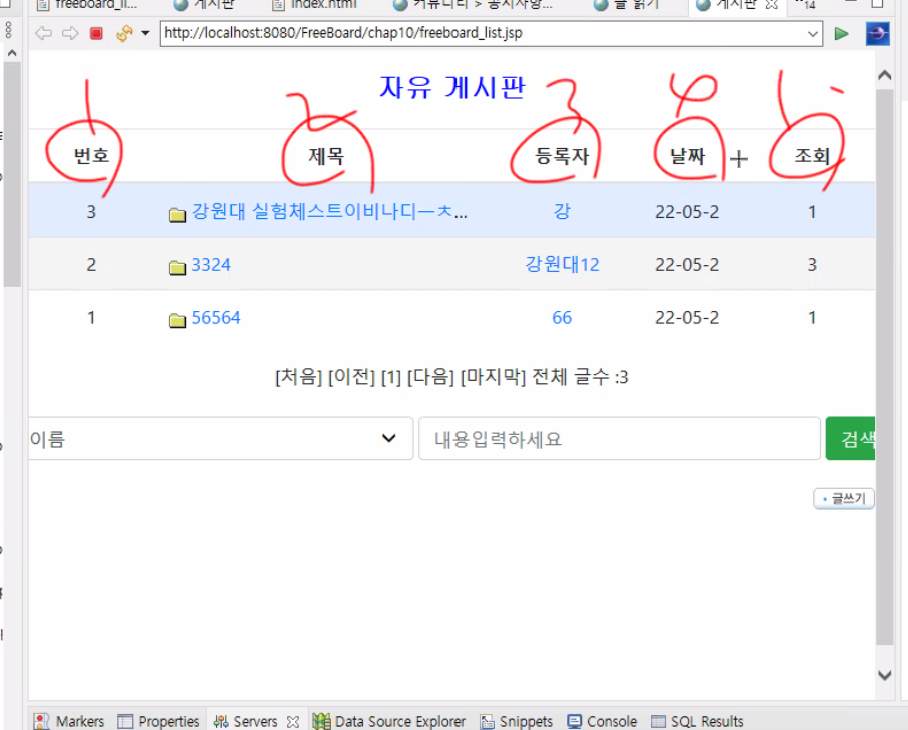 freeboard_li... 게시판 index.html 커뮤니티 > 공지사항... 글 읽기 게시판 14
http://localhost:8080/FreeBoard/chap10/freeboard_list.jsp
자유 게시판
1 2 3 4 5
번호 제목 등록자 날짜 조회
3 강원대 실험체스트이비나디ㅡㅊ... 강 22-05-2 1
2 3324 강원대12 22-05-2 3
1 56564 66 22-05-2 1
[처음] [이전] [1] [다음] [마지막] 전체 글수 :3
이름 내용입력하세요 검색
글쓰기
Markers Properties Servers Data Source Explorer Snippets Console SQL Results